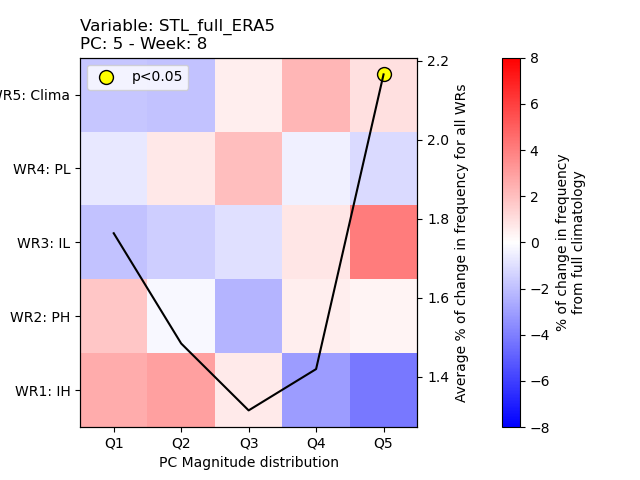 Variable: STL_full_ERA5
PC: 5 - Week: 8
p<0.05
WR5: Clima
WR4: PL
WR3: IL
WR2: PH
WR1: IH
Q1 Q2 Q3 Q4 Q5
PC Magnitude distribution
2.2
2.0
1.8
1.6
1.4
Average % of change in frequency for all WRs
8
6
4
2
0
−2
−4
−6
−8
% of change in frequency
from full climatology